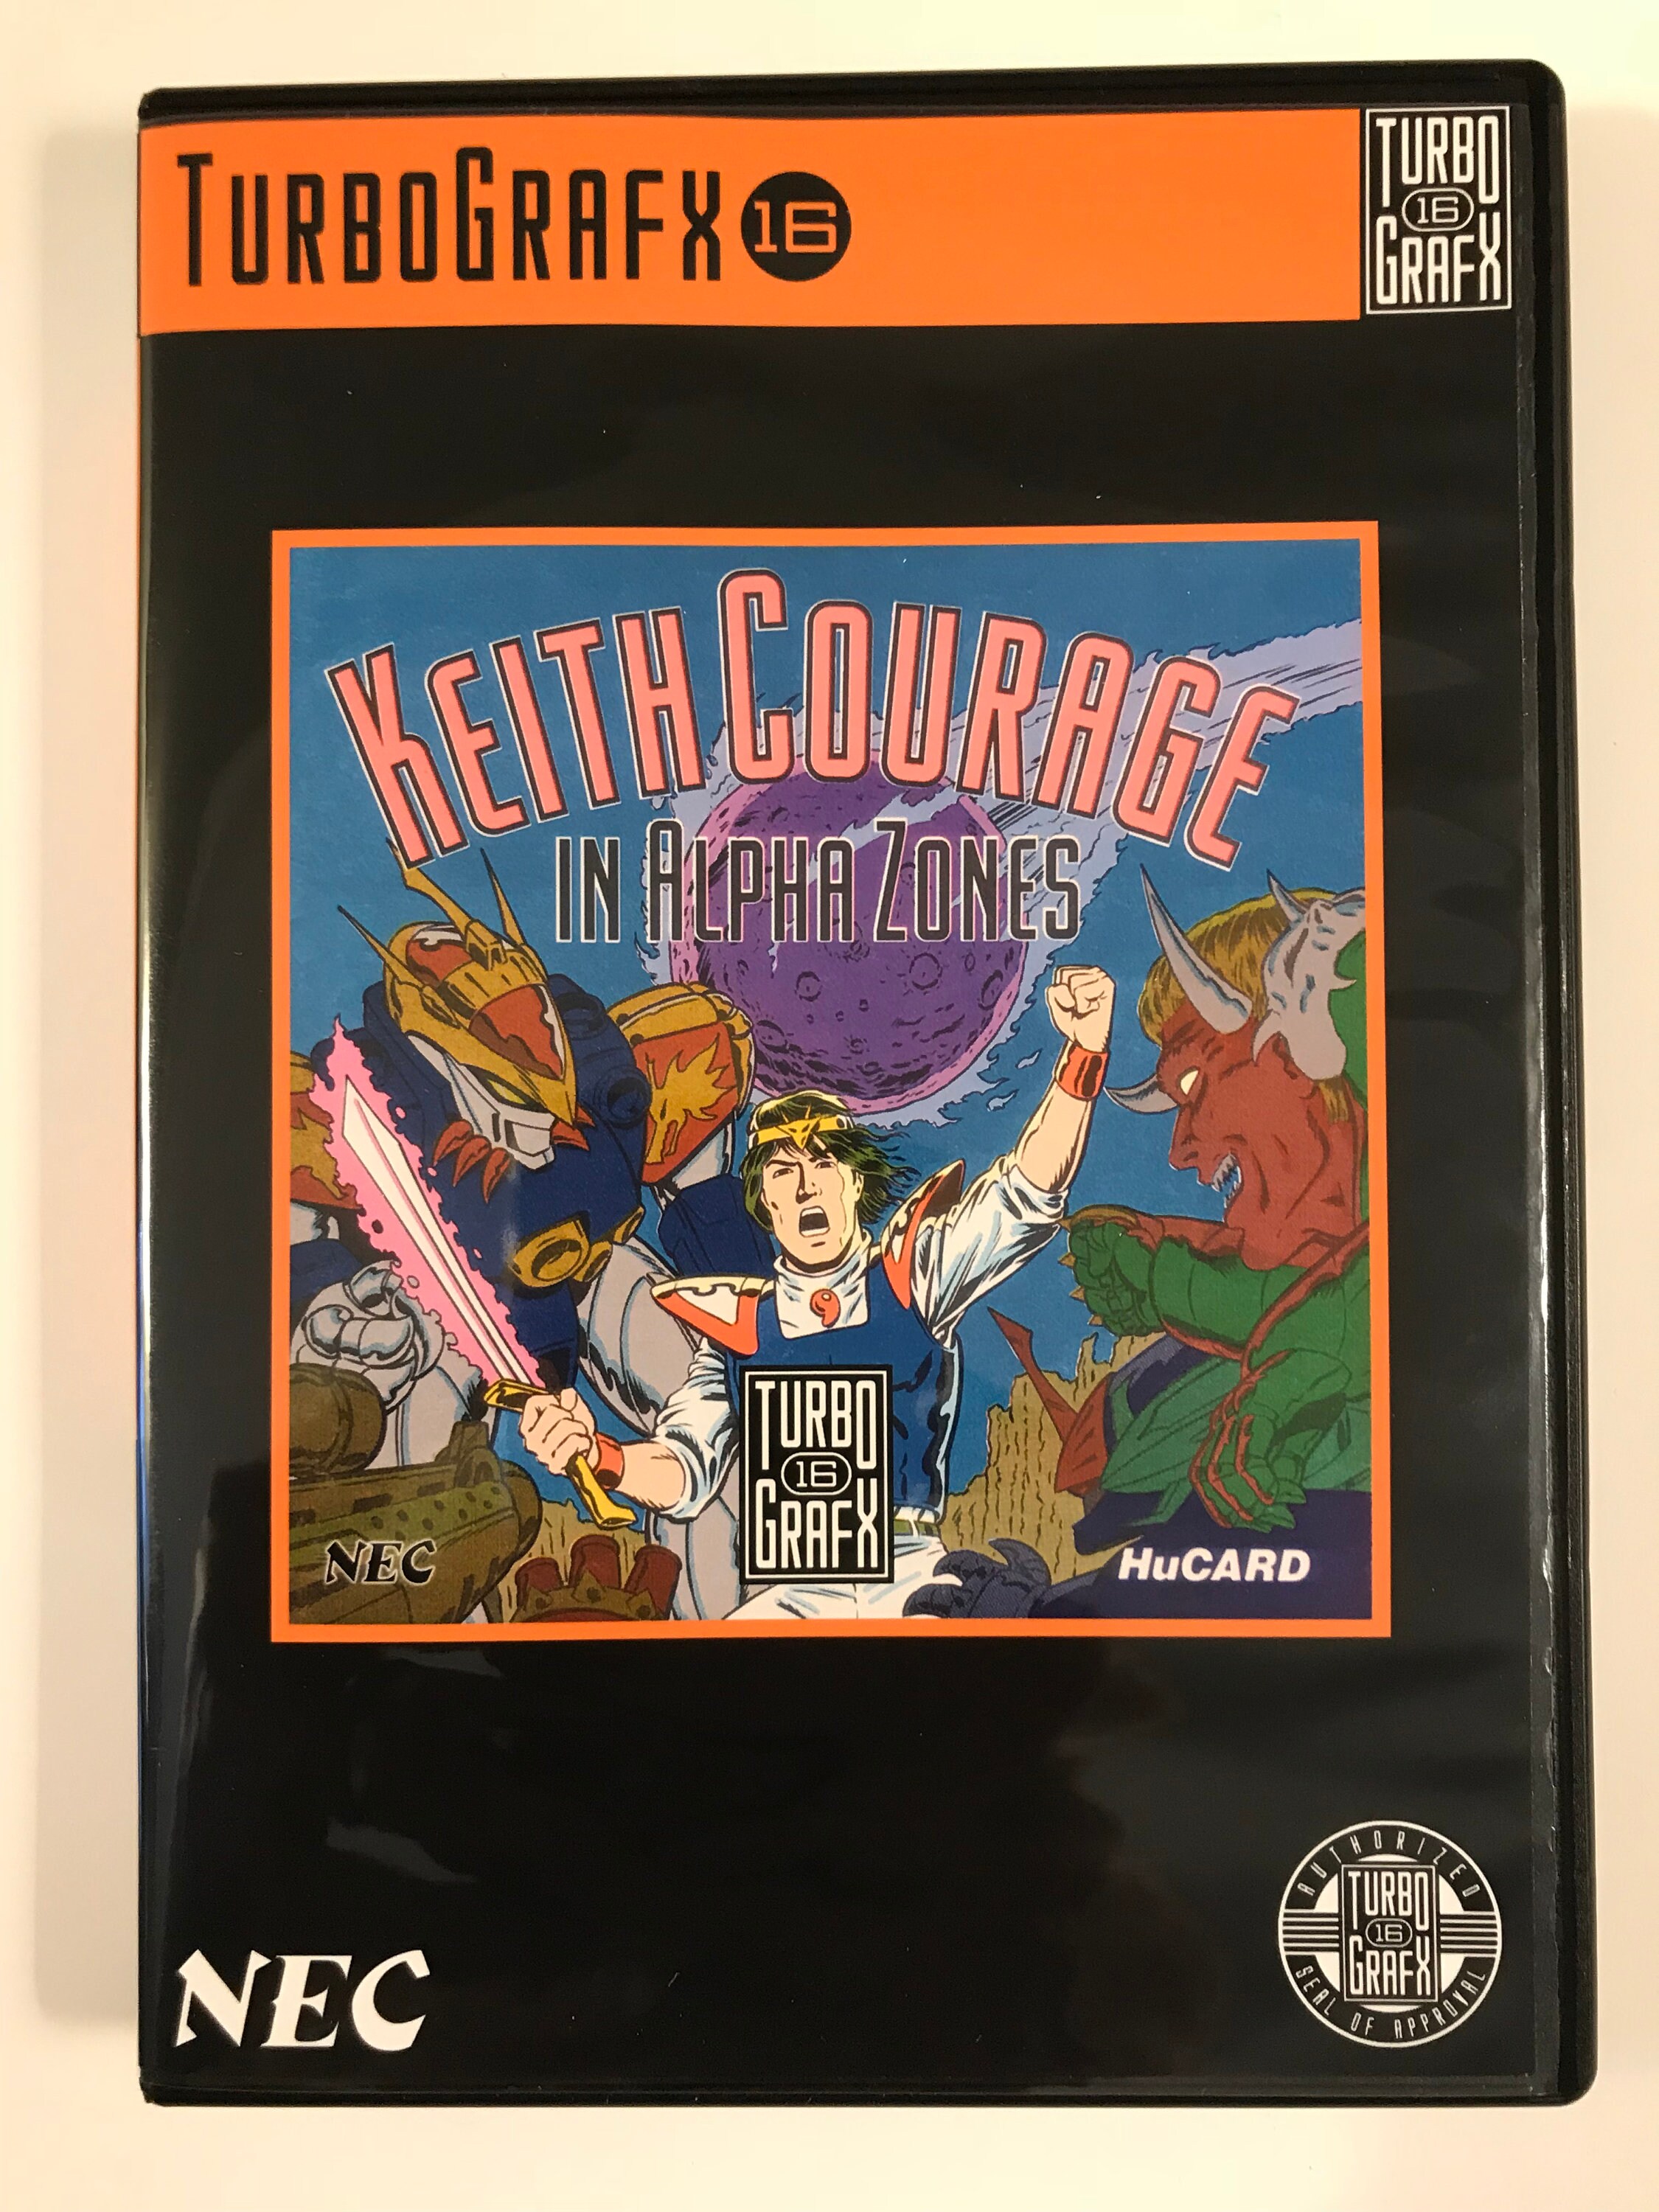 TURBOGRAFX 16
TURBO
16
GRAFX
KEITH COURAGE
IN ALPHA ZONES
TURBO
16
GRAFX
NEC
HuCARD
NEC
AUTHORIZED
TURBO
16
GRAFX
SEAL OF APPROVAL